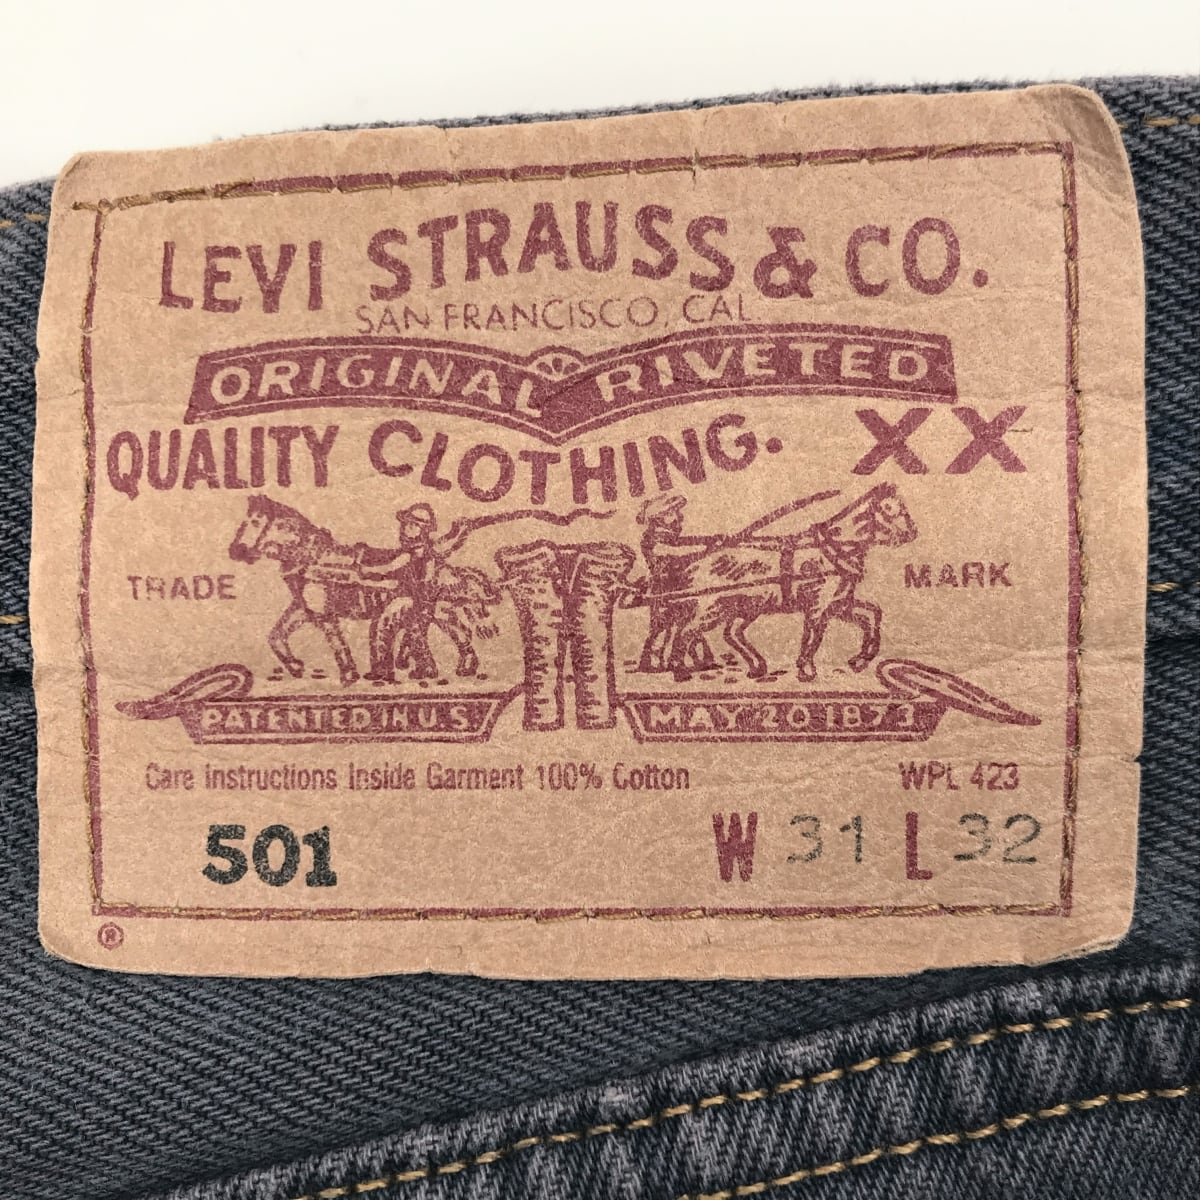 LEVI STRAUSS & CO.
SAN FRANCISCO, CAL.
ORIGINAL RIVETED
QUALITY CLOTHING. XX
TRADE MARK
PATENTED IN U.S. MAY 20 1873
Care Instructions Inside Garment 100% Cotton WPL 423
501 W 31 L 32
®